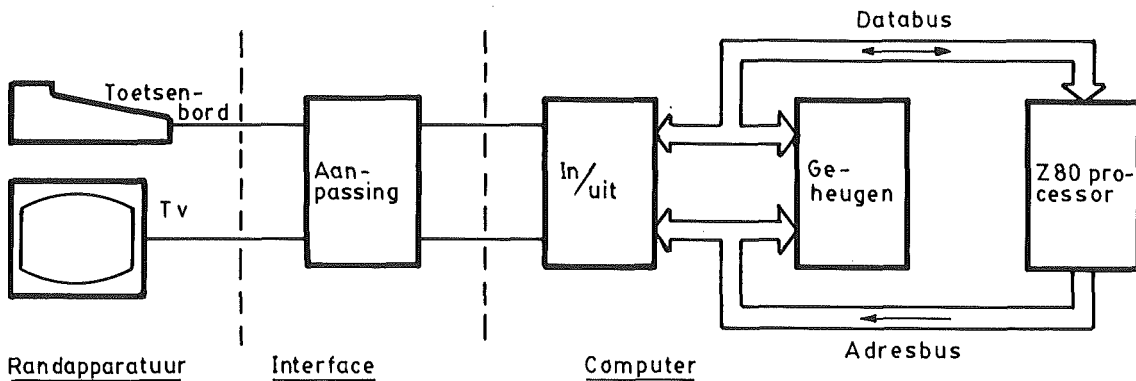 Databus
Toetsen-
bord
Aan-
passing
In/
uit
Ge-
heugen
Z80 pro-
cessor
Tv
Adresbus
Randapparatuur
Interface
Computer